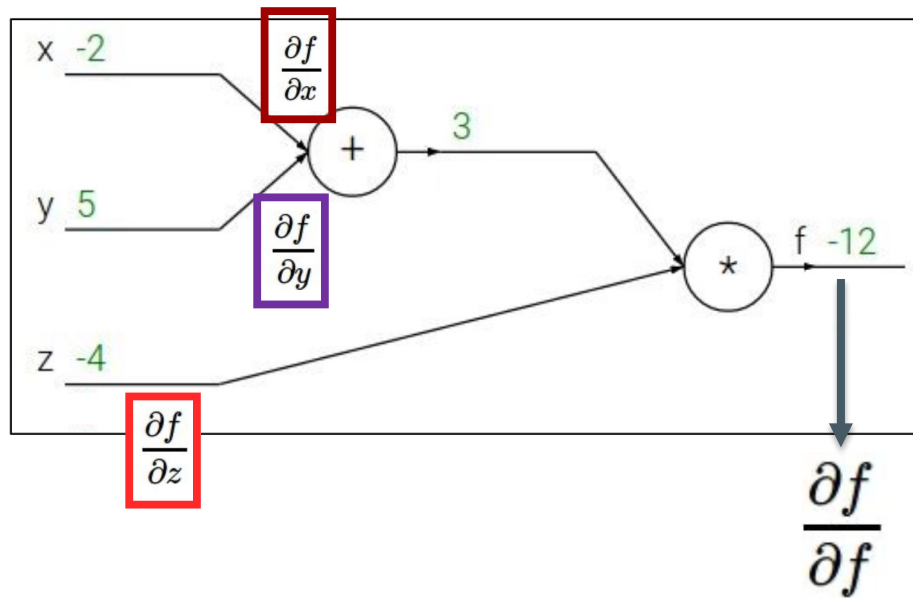 x -2
∂f/∂x
+
3
y 5
∂f/∂y
f -12
*
z -4
∂f/∂z
∂f/∂f